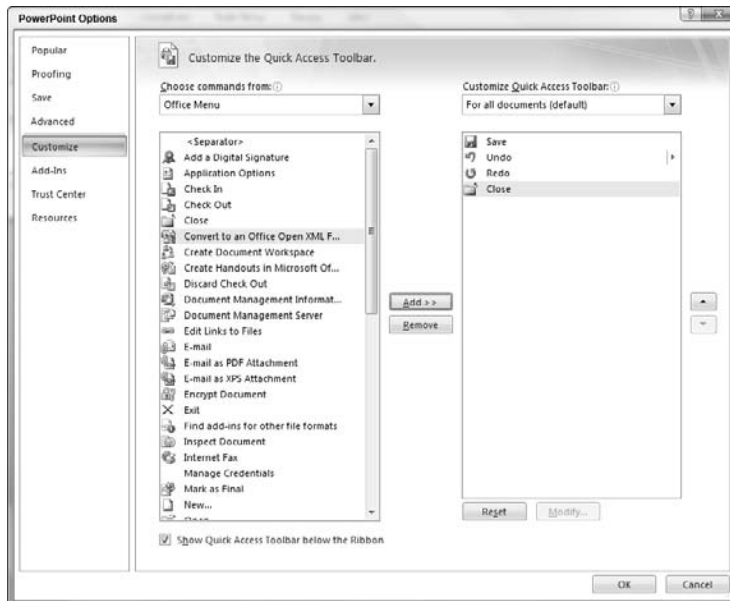 PowerPoint Options
Popular
Proofing
Save
Advanced
Customize
Add-Ins
Trust Center
Resources
Customize the Quick Access Toolbar.
Choose commands from:
Office Menu
<Separator>
Add a Digital Signature
Application Options
Check In
Check Out
Close
Convert to an Office Open XML F...
Create Document Workspace
Create Handouts in Microsoft Of...
Discard Check Out
Document Management Informat...
Document Management Server
Edit Links to Files
E-mail
E-mail as PDF Attachment
E-mail as XPS Attachment
Encrypt Document
Exit
Find add-ins for other file formats
Inspect Document
Internet Fax
Manage Credentials
Mark as Final
New...
Show Quick Access Toolbar below the Ribbon
Add >>
Remove
Customize Quick Access Toolbar:
For all documents (default)
Save
Undo
Redo
Close
Reset
Modify...
OK
Cancel